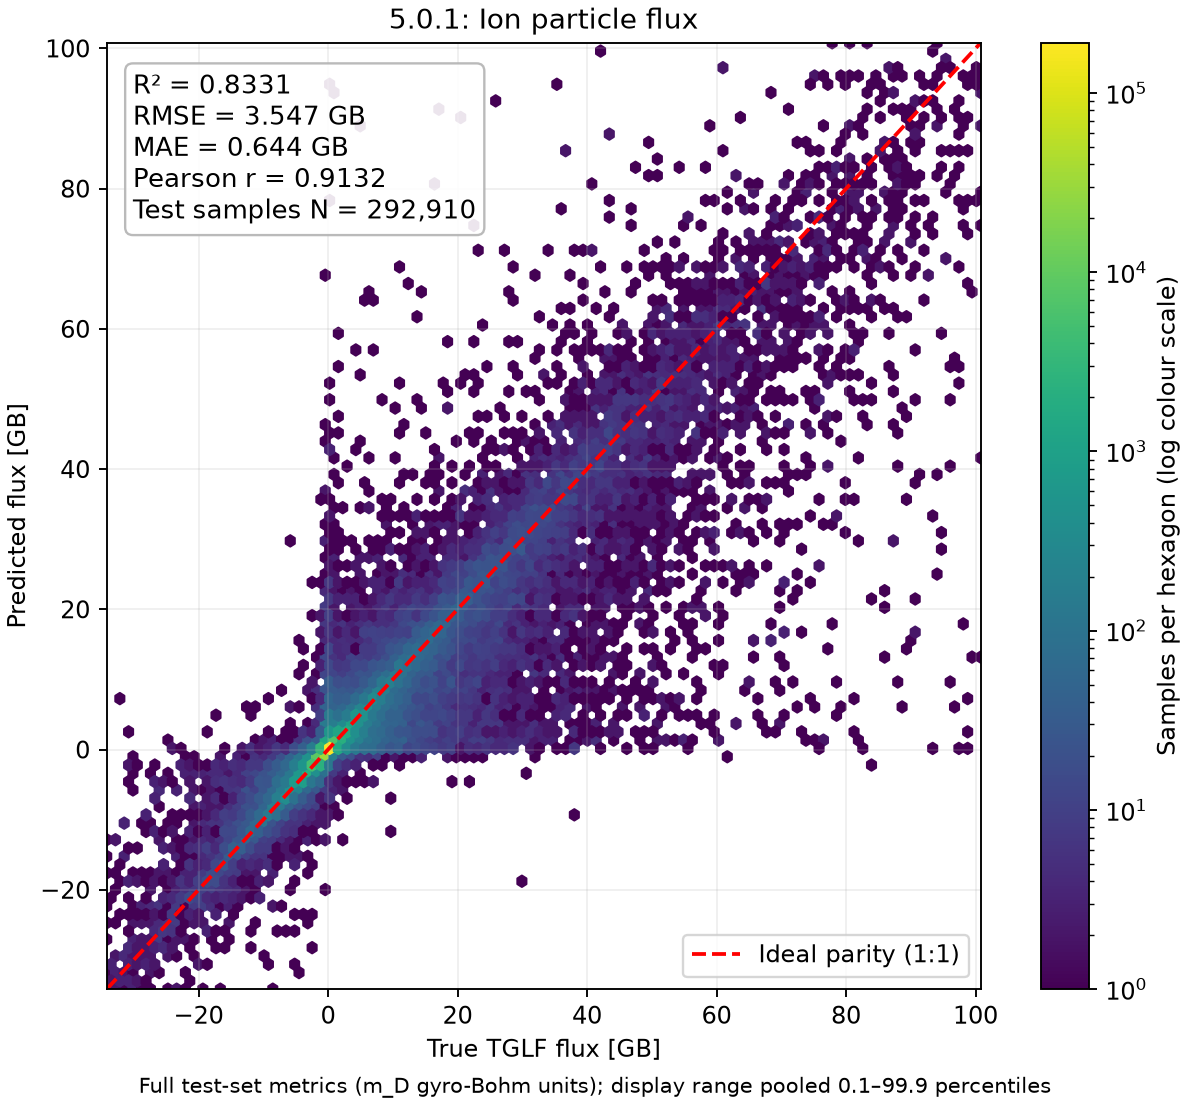 5.0.1: Ion particle flux
R² = 0.8331
RMSE = 3.547 GB
MAE = 0.644 GB
Pearson r = 0.9132
Test samples N = 292,910
100
80
60
40
20
0
−20
Predicted flux [GB]
Ideal parity (1:1)
−20 0 20 40 60 80 100
True TGLF flux [GB]
10⁵
10⁴
10³
10²
10¹
10⁰
Samples per hexagon (log colour scale)
Full test-set metrics (m_D gyro-Bohm units); display range pooled 0.1–99.9 percentiles